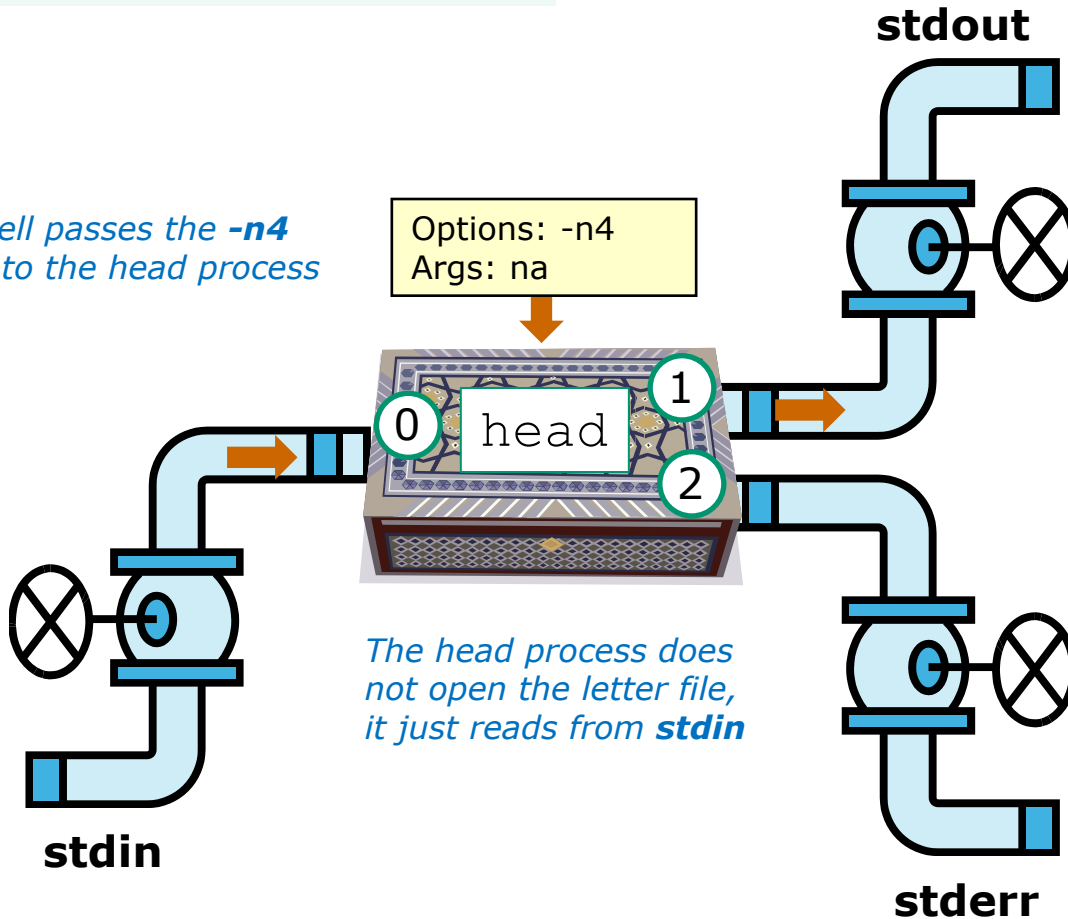 stdout
ell passes the -n4
to the head process
Options: -n4
Args: na
0
head
1
2
The head process does
not open the letter file,
it just reads from stdin
stdin
stderr